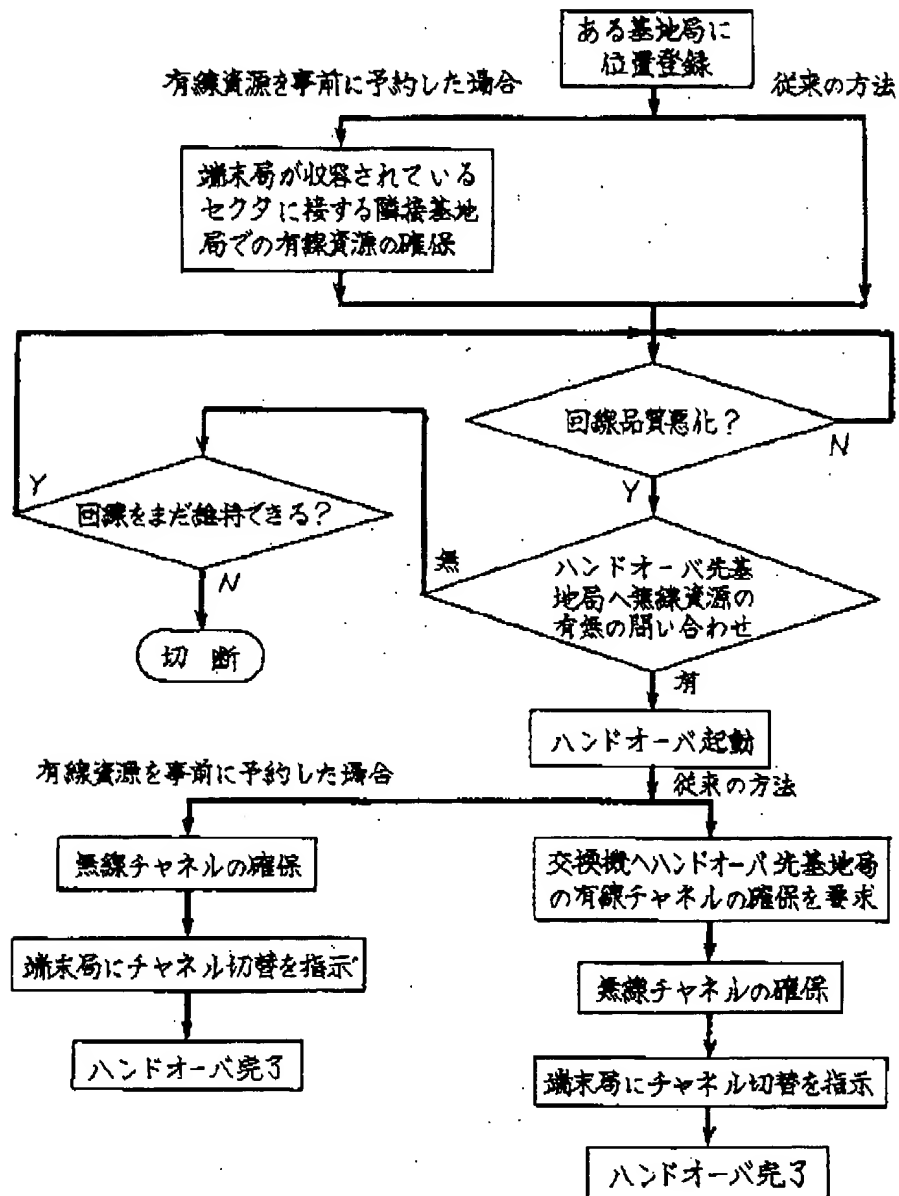 ある基地局に
位置登録
有線資源を事前に予約した場合
従来の方法
端末局が収容されている
セクタに接する隣接基地
局での有線資源の確保
回線品質悪化？
N
Y
回線をまだ維持できる？
Y
N
切 断
ハンドオーバ先基
地局へ無線資源の
有無の問い合わせ
無
有
ハンドオーバ起動
有線資源を事前に予約した場合
従来の方法
無線チャネルの確保
端末局にチャネル切替を指示
ハンドオーバ完了
交換機へハンドオーバ先基地局
の有線チャネルの確保を要求
無線チャネルの確保
端末局にチャネル切替を指示
ハンドオーバ完了